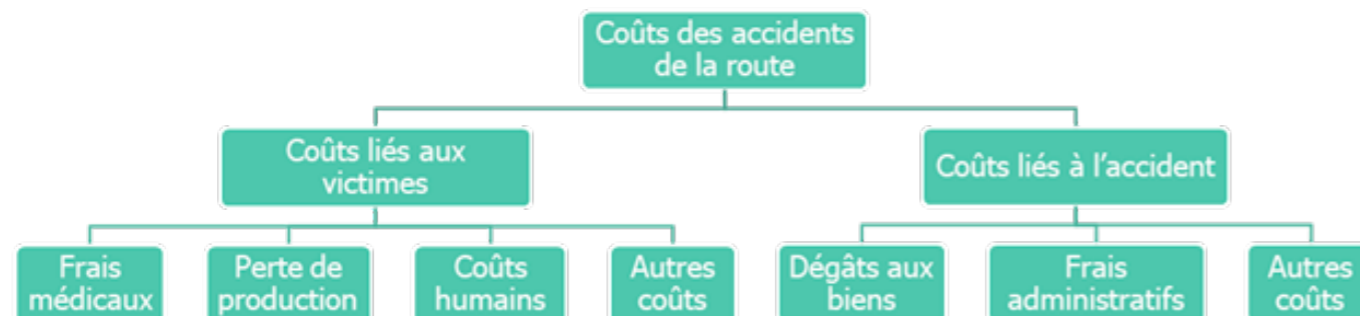 Coûts des accidents
de la route
Coûts liés aux
victimes
Coûts liés à l’accident
Frais
médicaux
Perte de
production
Coûts
humains
Autres
coûts
Dégâts aux
biens
Frais
administratifs
Autres
coûts